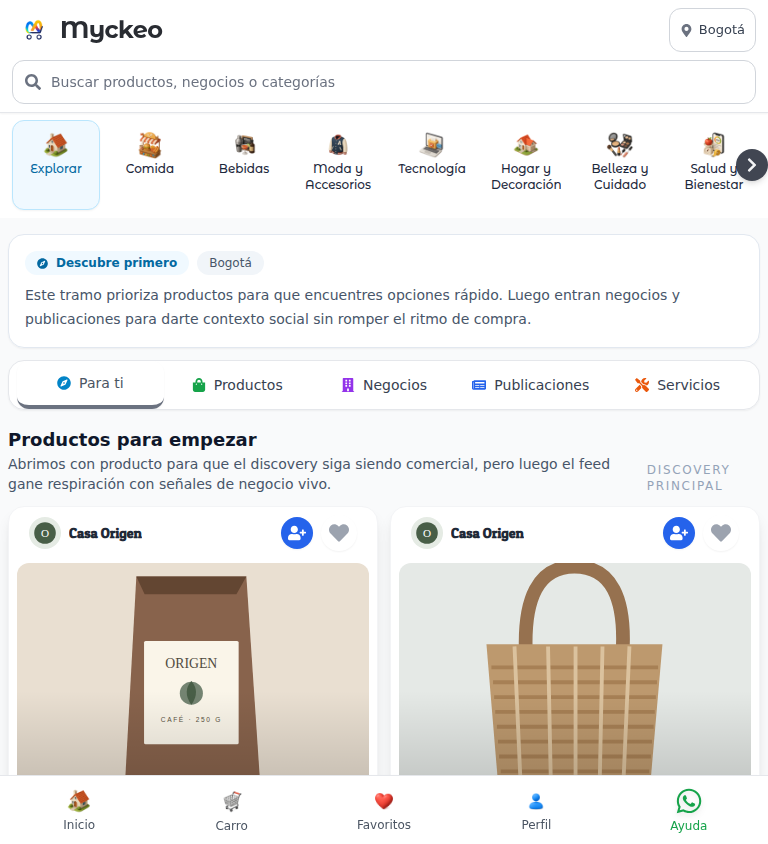 Myckeo
Bogotá
Buscar productos, negocios o categorías
Explorar
Comida
Bebidas
Moda y
Accesorios
Tecnología
Hogar y
Decoración
Belleza y
Cuidado
Salud y
Bienestar
Descubre primero
Bogotá
Este tramo prioriza productos para que encuentres opciones rápido. Luego entran negocios y
publicaciones para darte contexto social sin romper el ritmo de compra.
Para ti
Productos
Negocios
Publicaciones
Servicios
Productos para empezar
Abrimos con producto para que el discovery siga siendo comercial, pero luego el feed
gane respiración con señales de negocio vivo.
DISCOVERY
PRINCIPAL
O
Casa Origen
O
Casa Origen
ORIGEN
CAFÉ · 250 G
Inicio
Carro
Favoritos
Perfil
Ayuda